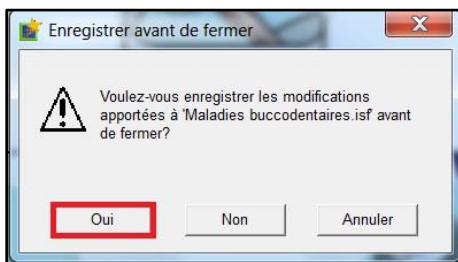 Enregistrer avant de fermer
Voulez-vous enregistrer les modifications
apportées à 'Maladies buccodentaires.isf' avant
de fermer?
Oui
Non
Annuler